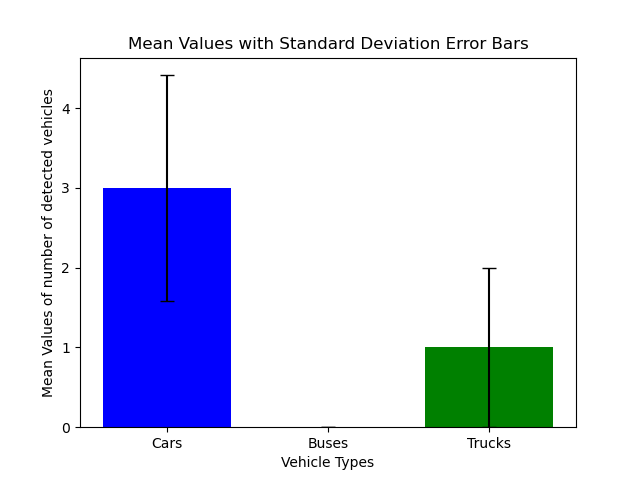 Mean Values with Standard Deviation Error Bars
Mean Values of number of detected vehicles
4
3
2
1
0
Cars Buses Trucks
Vehicle Types